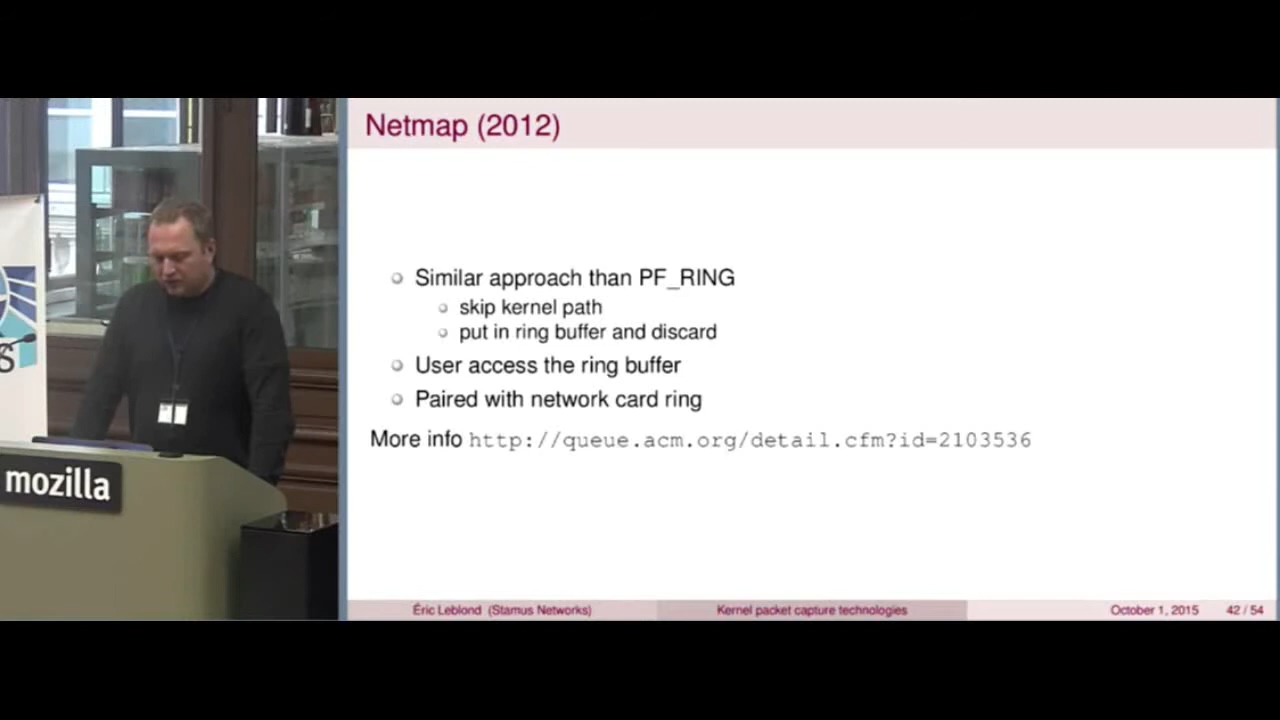 Netmap (2012)
Similar approach than PF_RING
skip kernel path
put in ring buffer and discard
User access the ring buffer
Paired with network card ring
More info http://queue.acm.org/detail.cfm?id=2103536
Éric Leblond (Stamus Networks) Kernel packet capture technologies October 1, 2015 42 / 54
mozilla
S